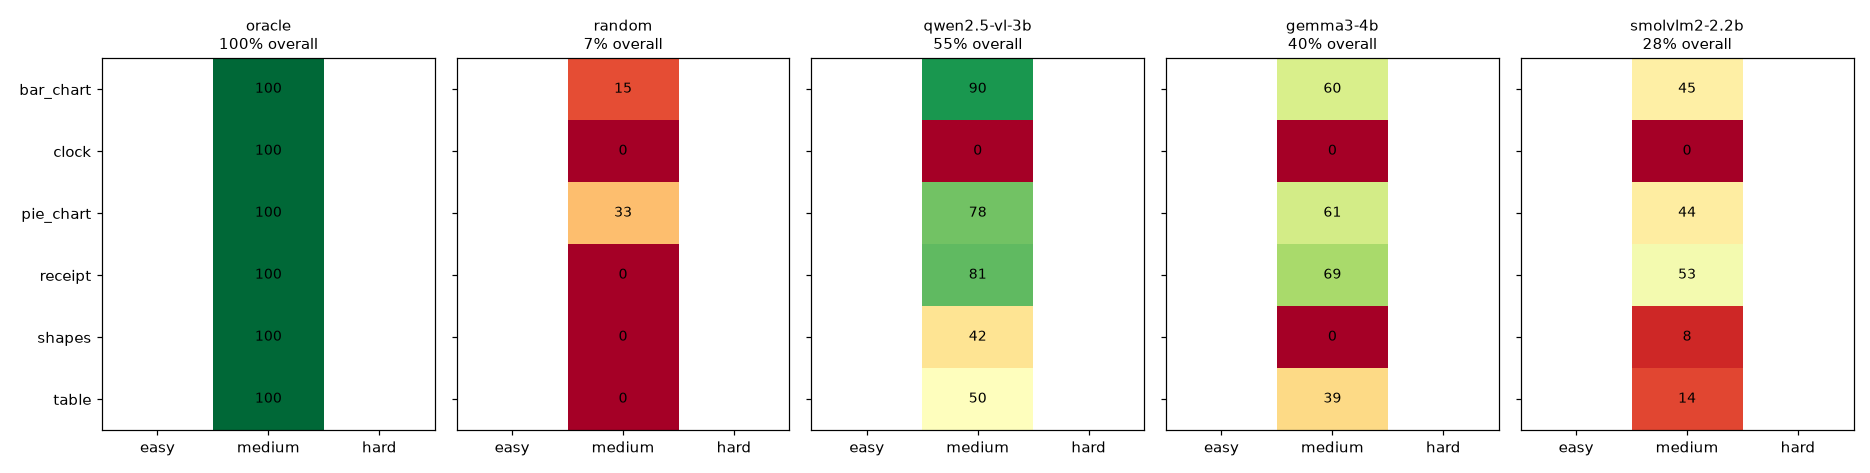 oracle
100% overall
random
7% overall
qwen2.5-vl-3b
55% overall
gemma3-4b
40% overall
smolvlm2-2.2b
28% overall
bar_chart 100 15 90 60 45
clock 100 0 0 0 0
pie_chart 100 33 78 61 44
receipt 100 0 81 69 53
shapes 100 0 42 0 8
table 100 0 50 39 14
easy medium hard easy medium hard easy medium hard easy medium hard easy medium hard